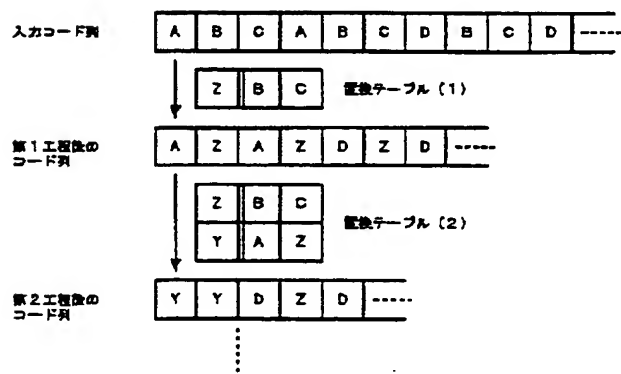 入力コード列 A B C A B C D B C D
Z B C 置換テーブル (1)
第1工程後の
コード列
A Z A Z D Z D
Z B C
Y A Z
置換テーブル (2)
第2工程後の
コード列
Y Y D Z D